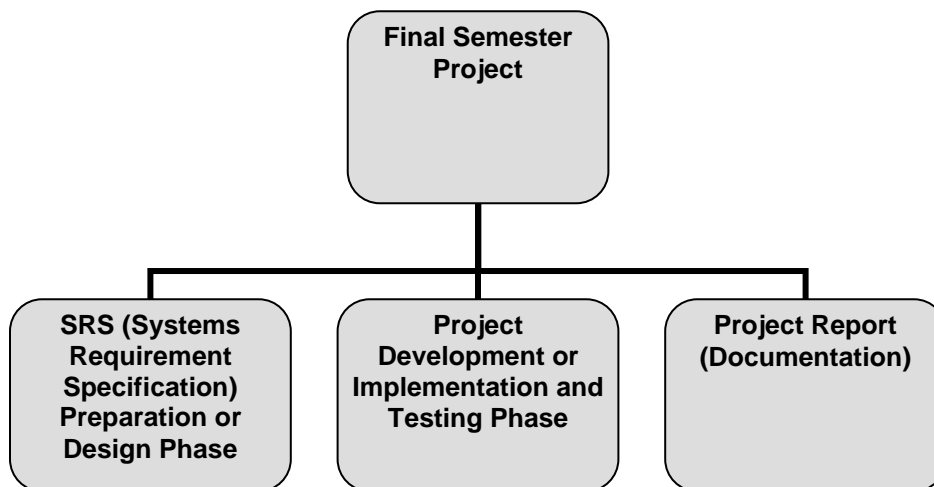 Final Semester
Project
SRS (Systems
Requirement
Specification)
Preparation or
Design Phase
Project
Development or
Implementation and
Testing Phase
Project Report
(Documentation)